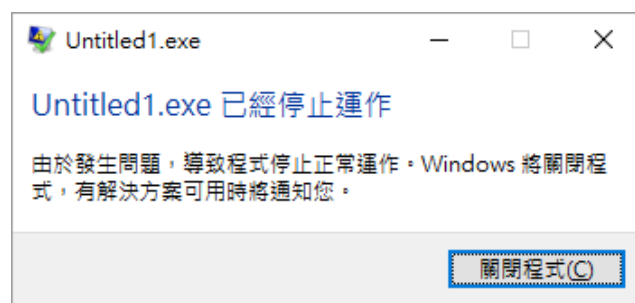 Untitled1.exe
Untitled1.exe 已經停止運作
由於發生問題，導致程式停止正常運作。Windows 將關閉程
式，有解決方案可用時將通知您。
關閉程式(C)